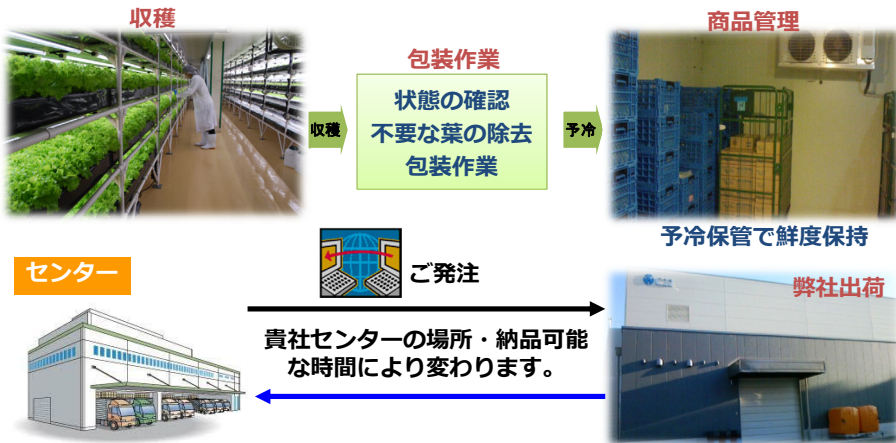 収穫
包装作業
商品管理
収穫
状態の確認
不要な葉の除去
包装作業
予冷
予冷保管で鮮度保持
センター
ご発注
弊社出荷
貴社センターの場所・納品可能
な時間により変わります。